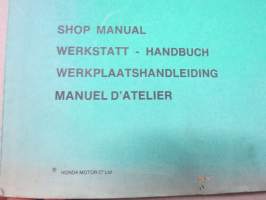 SHOP MANUAL
WERKSTATT - HANDBUCH
WERKPLAATSHANDLEIDING
MANUEL D'ATELIER
HONDA MOTOR Cº Ltd